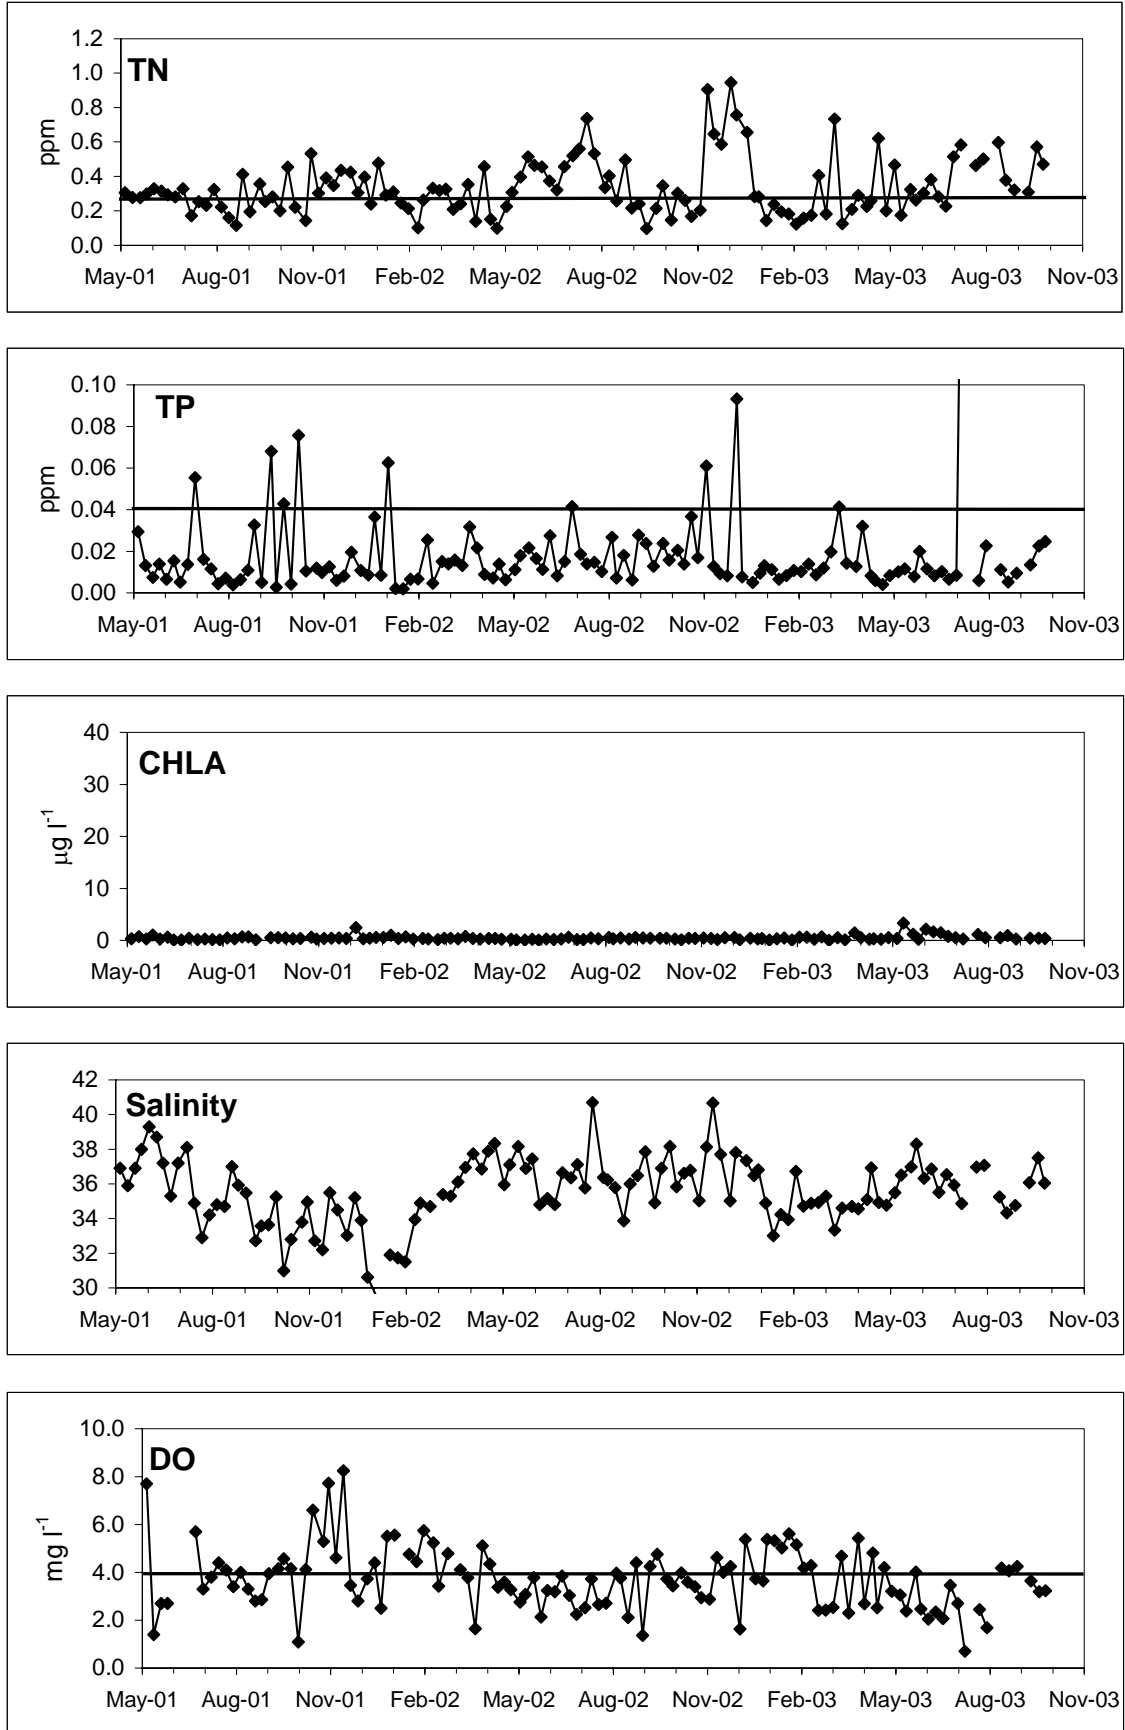 TN
ppm
1.2
1.0
0.8
0.6
0.4
0.2
0.0
May-01 Aug-01 Nov-01 Feb-02 May-02 Aug-02 Nov-02 Feb-03 May-03 Aug-03 Nov-03
TP
ppm
0.10
0.08
0.06
0.04
0.02
0.00
May-01 Aug-01 Nov-01 Feb-02 May-02 Aug-02 Nov-02 Feb-03 May-03 Aug-03 Nov-03
CHLA
µg l⁻¹
40
30
20
10
0
May-01 Aug-01 Nov-01 Feb-02 May-02 Aug-02 Nov-02 Feb-03 May-03 Aug-03 Nov-03
Salinity
42
40
38
36
34
32
30
May-01 Aug-01 Nov-01 Feb-02 May-02 Aug-02 Nov-02 Feb-03 May-03 Aug-03 Nov-03
DO
mg l⁻¹
10.0
8.0
6.0
4.0
2.0
0.0
May-01 Aug-01 Nov-01 Feb-02 May-02 Aug-02 Nov-02 Feb-03 May-03 Aug-03 Nov-03